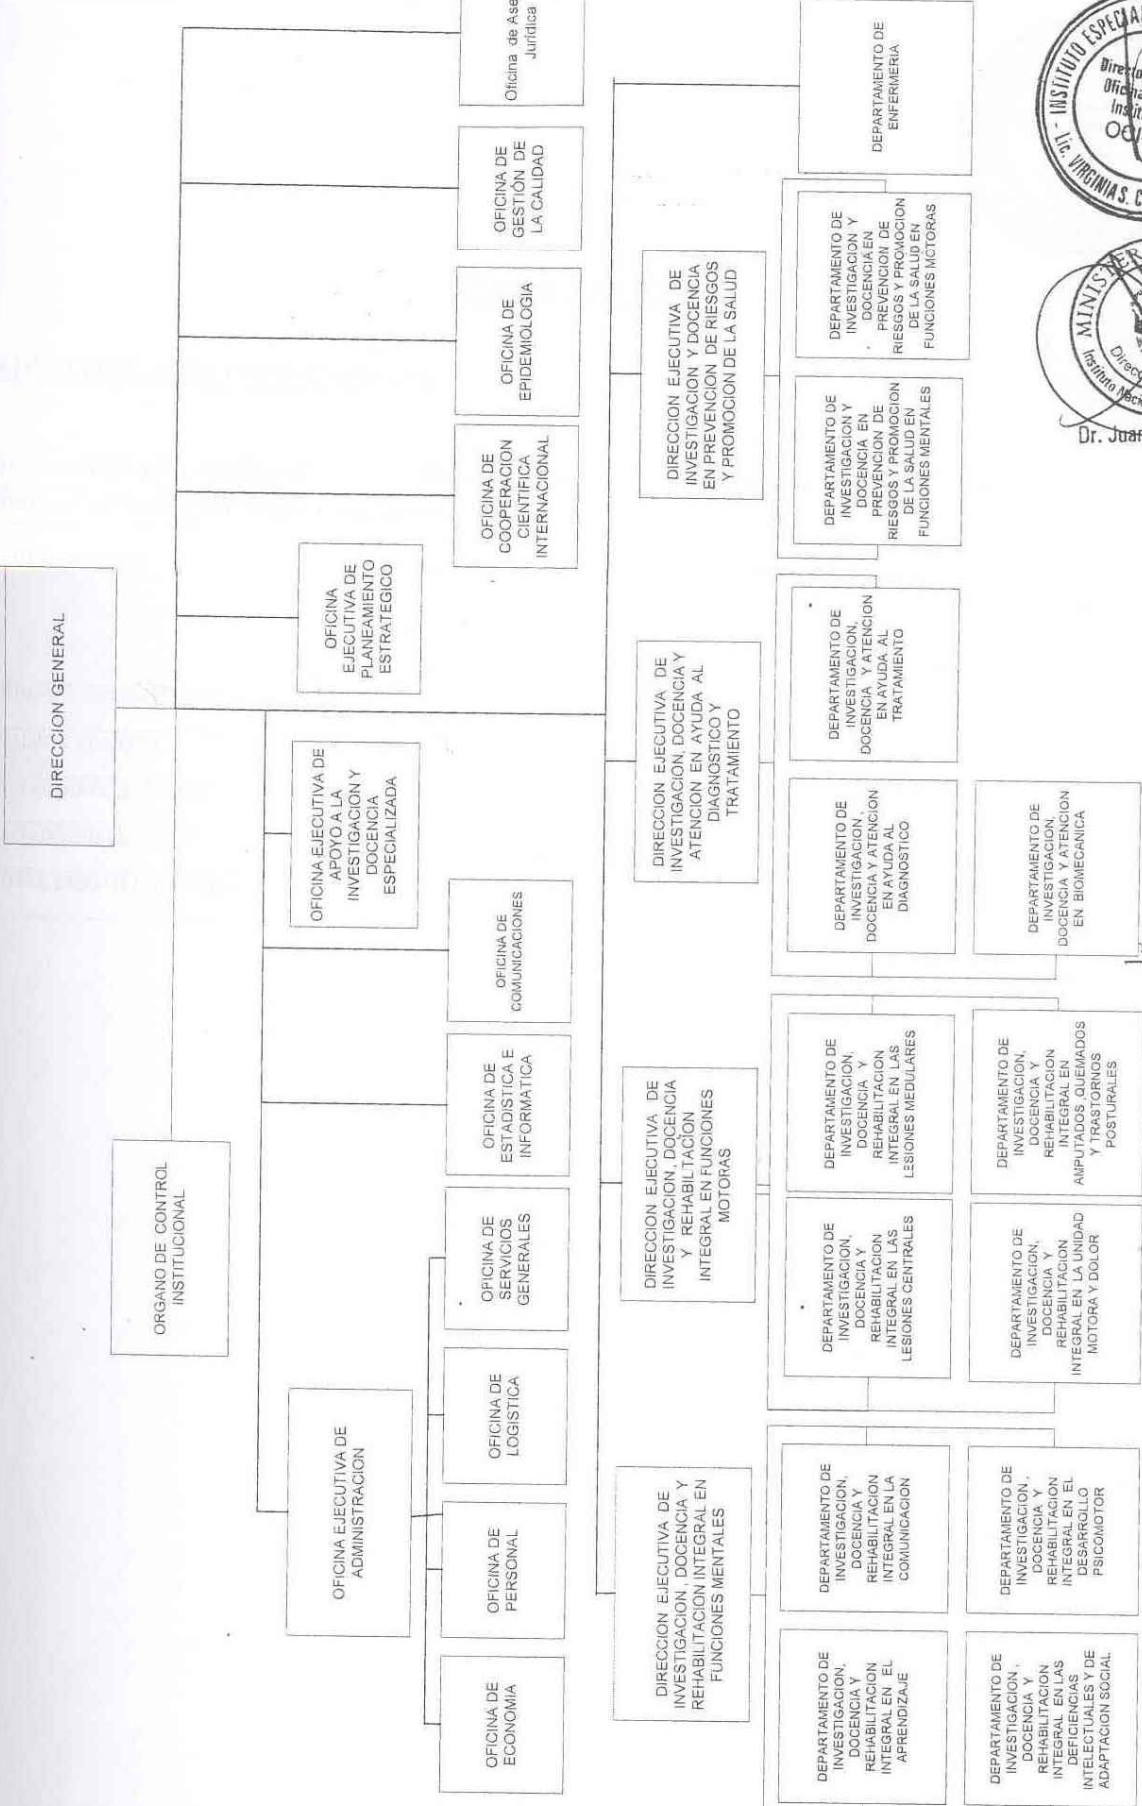 DIRECCION GENERAL
ORGANO DE CONTROL
INSTITUCIONAL
OFICINA
EJECUTIVA DE
PLANEAMIENTO
ESTRATEGICO
OFICINA EJECUTIVA DE
APOYO A LA
INVESTIGACION Y
DOCENCIA
ESPECIALIZADA
OFICINA EJECUTIVA DE
ADMINISTRACION
OFICINA DE
ECONOMIA
OFICINA DE
PERSONAL
OFICINA DE
LOGISTICA
OFICINA DE
SERVICIOS
GENERALES
OFICINA DE
ESTADISTICA E
INFORMATICA
OFICINA DE
COMUNICACIONES
OFICINA DE
COOPERACION
CIENTIFICA
INTERNACIONAL
OFICINA DE
EPIDEMIOLOGIA
OFICINA DE
GESTIÓN DE
LA CALIDAD
Oficina de Ase
Jurídica
DIRECCION EJECUTIVA DE
INVESTIGACION, DOCENCIA Y
REHABILITACION INTEGRAL EN
FUNCIONES MENTALES
DIRECCION EJECUTIVA DE
INVESTIGACION, DOCENCIA
Y REHABILITACION
INTEGRAL EN FUNCIONES
MOTORAS
DIRECCION EJECUTIVA DE
INVESTIGACION, DOCENCIA Y
ATENCION EN AYUDA AL
DIAGNOSTICO Y
TRATAMIENTO
DIRECCION EJECUTIVA DE
INVESTIGACION Y DOCENCIA
EN PREVENCION DE RIESGOS
Y PROMOCION DE LA SALUD
DEPARTAMENTO DE
ENFERMERIA
DEPARTAMENTO DE
INVESTIGACION,
DOCENCIA Y
REHABILITACION
INTEGRAL EN EL
APRENDIZAJE
DEPARTAMENTO DE
INVESTIGACION,
DOCENCIA Y
REHABILITACION
INTEGRAL EN LA
COMUNICACION
DEPARTAMENTO DE
INVESTIGACION,
DOCENCIA Y
REHABILITACION
INTEGRAL EN LAS
LESIONES CENTRALES
DEPARTAMENTO DE
INVESTIGACION,
DOCENCIA Y
REHABILITACION
INTEGRAL EN LAS
LESIONES MEDULARES
DEPARTAMENTO DE
INVESTIGACION,
DOCENCIA Y ATENCION
EN AYUDA AL
DIAGNOSTICO
DEPARTAMENTO DE
INVESTIGACION,
DOCENCIA Y ATENCION
EN AYUDA AL
TRATAMIENTO
DEPARTAMENTO DE
INVESTIGACION Y
DOCENCIA EN
PREVENCION DE
RIESGOS Y PROMOCION
DE LA SALUD EN
FUNCIONES MENTALES
DEPARTAMENTO DE
INVESTIGACION Y
DOCENCIA EN
PREVENCION DE
RIESGOS Y PROMOCION
DE LA SALUD EN
FUNCIONES MOTORAS
DEPARTAMENTO DE
INVESTIGACION,
DOCENCIA Y
REHABILITACION
INTEGRAL EN LAS
DEFICIENCIAS
INTELECTUALES Y DE
ADAPTACION SOCIAL
DEPARTAMENTO DE
INVESTIGACION,
DOCENCIA Y
REHABILITACION
INTEGRAL EN EL
DESARROLLO
PSICOMOTOR
DEPARTAMENTO DE
INVESTIGACION,
DOCENCIA Y
REHABILITACION
INTEGRAL EN LA UNIDAD
MOTORA Y DOLOR
DEPARTAMENTO DE
INVESTIGACION,
DOCENCIA Y
REHABILITACION
INTEGRAL EN
AMPUTADOS ,QUEMADOS
Y TRASTORNOS
POSTURALES
DEPARTAMENTO DE
INVESTIGACION,
DOCENCIA Y ATENCION
EN BIOMECANICA
Lic. VIRGINIA S. C
INSTITUTO ESPECIA
MINISTER
Dr. Juan